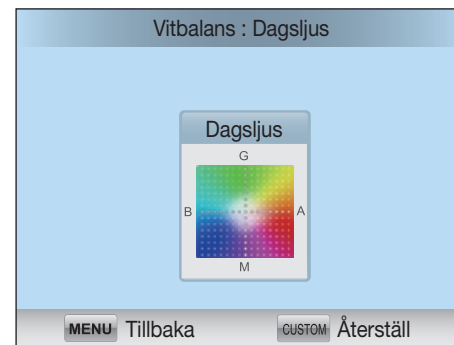 Vitbalans : Dagsljus
Dagsljus
G
B A
M
MENU Tillbaka CUSTOM Återställ